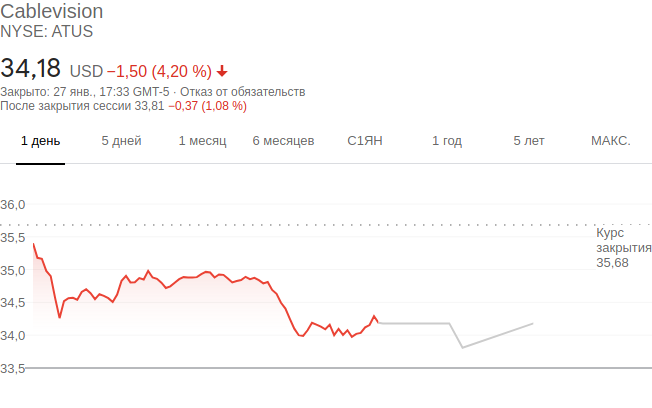 Cablevision
NYSE: ATUS
34,18 USD −1,50 (4,20 %)
Закрыто: 27 янв., 17:33 GMT-5 · Отказ от обязательств
После закрытия сессии 33,81 −0,37 (1,08 %)
1 день 5 дней 1 месяц 6 месяцев С1ЯН 1 год 5 лет МАКС.
36,0
35,5
Курс
закрытия
35,68
35,0
34,5
34,0
33,5